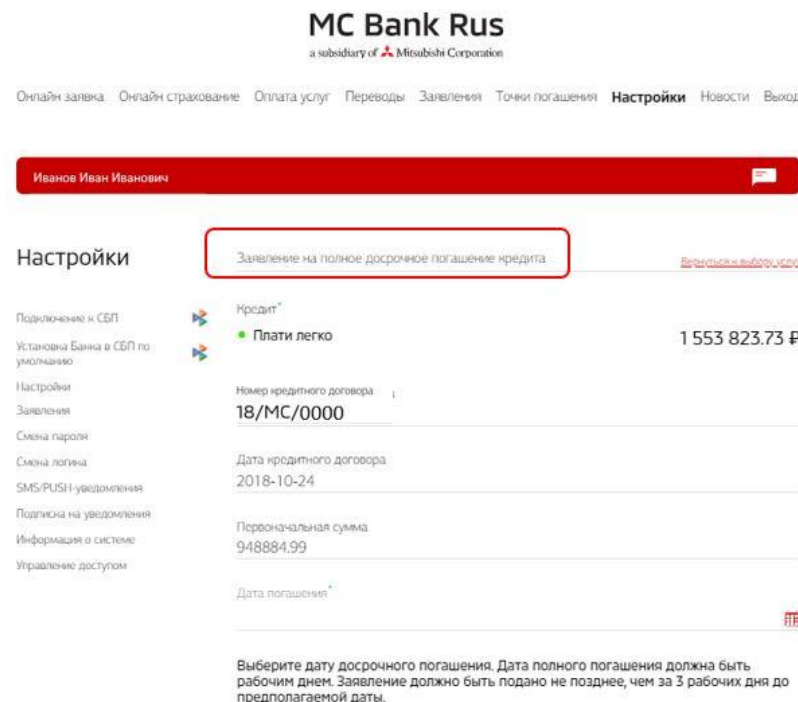 MC Bank Rus
a subsidiary of Mitsubishi Corporation
Онлайн заявка Онлайн страхование Оплата услуг Переводы Заявления Точки погашения Настройки Новости Выход
Иванов Иван Иванович
Настройки
Заявление на полное досрочное погашение кредита
Вернуться к выбору услуг
Подключение к СБП
Установка Банка в СБП по
умолчанию
Настройки
Заявления
Смена пароля
Смена логина
SMS/PUSH-уведомления
Подписка на уведомления
Информация о системе
Управление доступом
Кредит*
Плати легко
1 553 823.73 ₽
Номер кредитного договора
18/МС/0000
Дата кредитного договора
2018-10-24
Первоначальная сумма
948884.99
Дата погашения*
Выберите дату досрочного погашения. Дата полного погашения должна быть
рабочим днем. Заявление должно быть подано не позднее, чем за 3 рабочих дня до
предполагаемой даты.